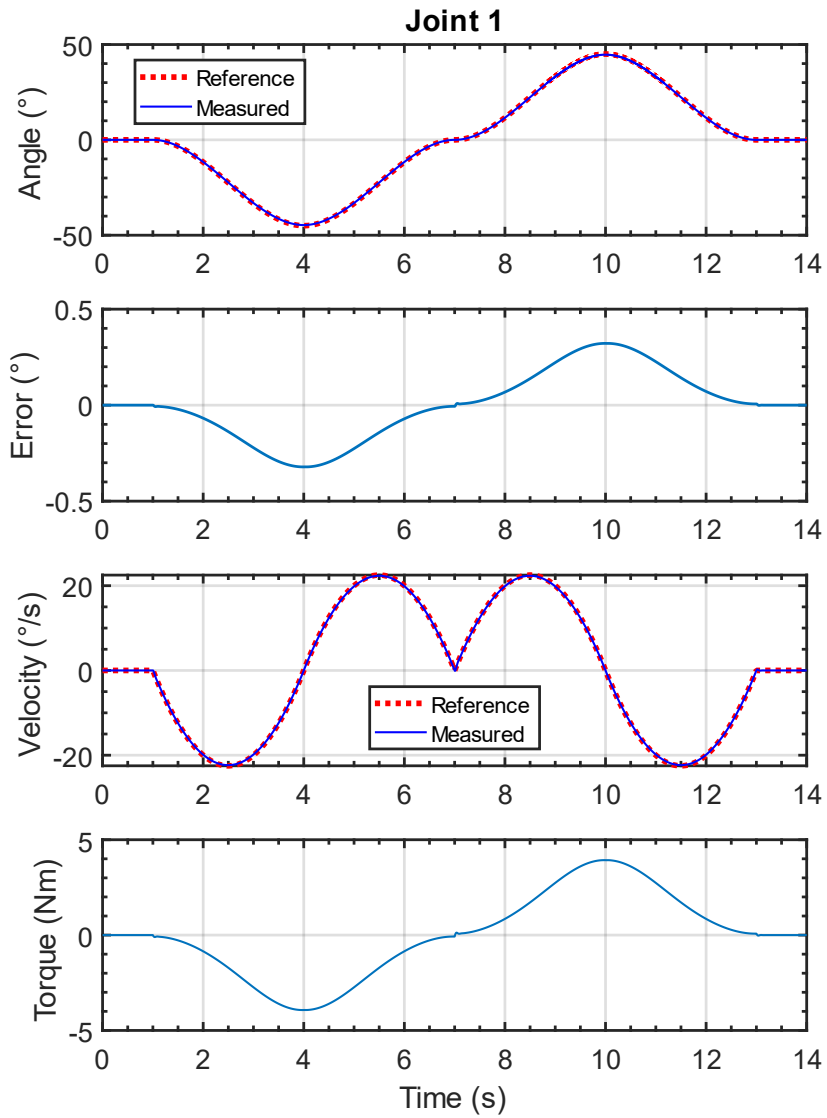 Joint 1
50
0
-50
Angle (°)
Reference
Measured
0 2 4 6 8 10 12 14
0.5
0
-0.5
Error (°)
0 2 4 6 8 10 12 14
20
0
-20
Velocity (°/s)
Reference
Measured
0 2 4 6 8 10 12 14
5
0
-5
Torque (Nm)
0 2 4 6 8 10 12 14
Time (s)